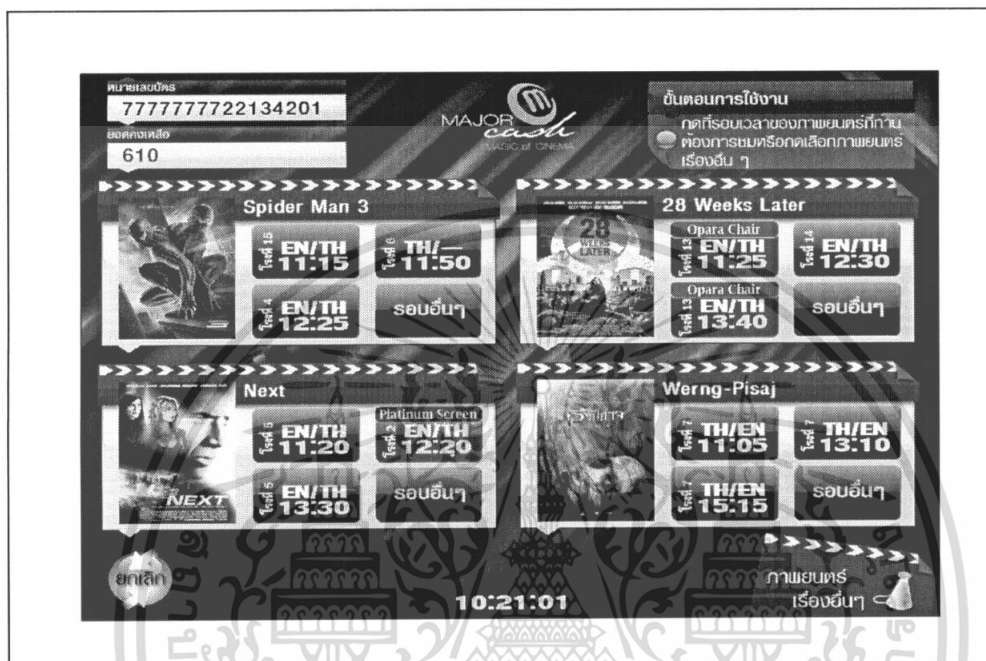 หมายเลขบัตร
7777777722134201
ยอดคงเหลือ
610
MAJOR
cash
MAGIC of CINEMA
ขั้นตอนการใช้งาน
กดที่รอบเวลาของภาพยนตร์ที่ท่าน
ต้องการชมหรือกดเลือกภาพยนตร์
เรื่องอื่น ๆ
Spider Man 3
โรงที่ 15
EN/TH
11:15
โรงที่ 6
TH/—
11:50
โรงที่ 4
EN/TH
12:25
รอบอื่นๆ
28 Weeks Later
28
WEEKS
LATER
Opara Chair
โรงที่ 13
EN/TH
11:25
โรงที่ 14
EN/TH
12:30
Opara Chair
โรงที่ 13
EN/TH
13:40
รอบอื่นๆ
Next
NEXT
โรงที่ 5
EN/TH
11:20
Platinum Screen
โรงที่ 2
EN/TH
12:20
โรงที่ 5
EN/TH
13:30
รอบอื่นๆ
Werng-Pisaj
โรงที่ 7
TH/EN
11:05
โรงที่ 7
TH/EN
13:10
โรงที่ 7
TH/EN
15:15
รอบอื่นๆ
ยกเลิก
10:21:01
ภาพยนตร์
เรื่องอื่นๆ